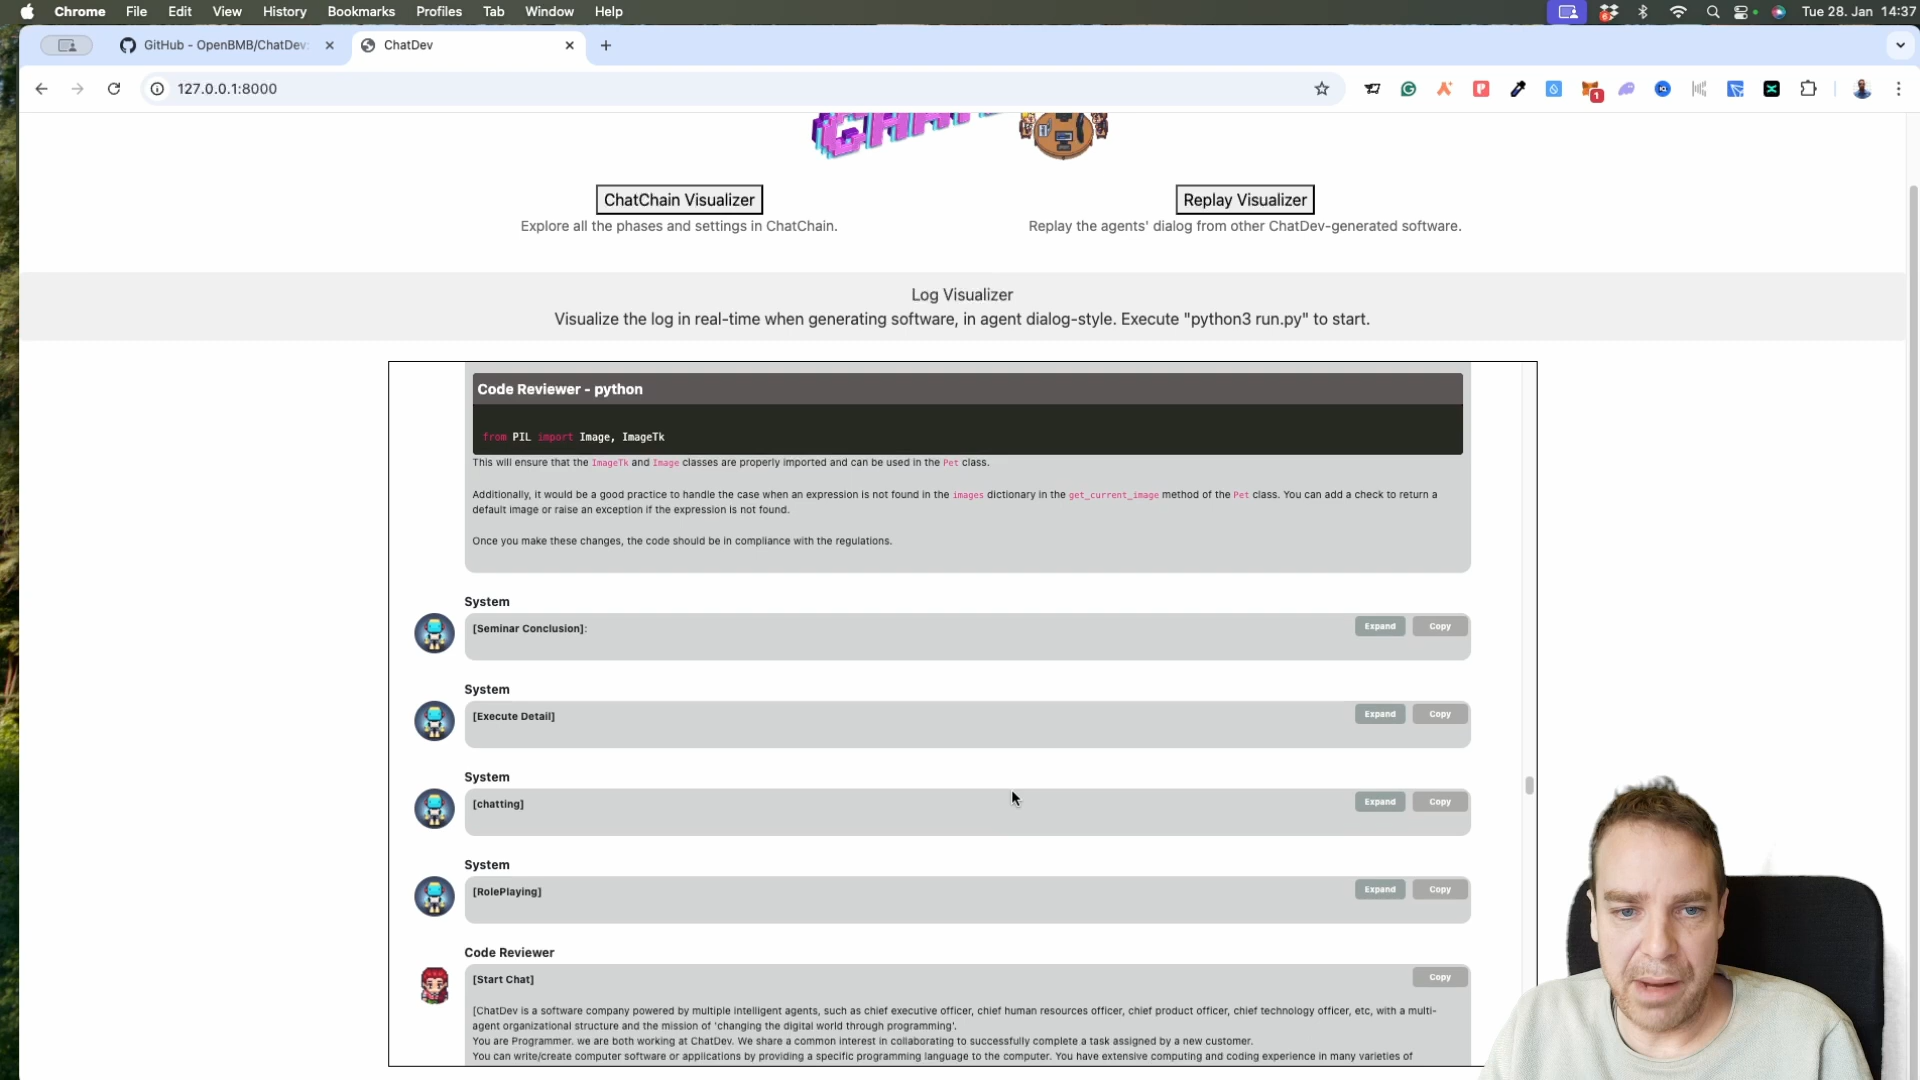 Chrome File Edit View History Bookmarks Profiles Tab Window Help Tue 28. Jan 14:37
GitHub - OpenBMB/ChatDev: ChatDev
127.0.0.1:8000
ChatChain Visualizer Replay Visualizer
Explore all the phases and settings in ChatChain. Replay the agents' dialog from other ChatDev-generated software.
Log Visualizer
Visualize the log in real-time when generating software, in agent dialog-style. Execute "python3 run.py" to start.
Code Reviewer - python
from PIL import Image, ImageTk
This will ensure that the ImageTk and Image classes are properly imported and can be used in the Pet class.
Additionally, it would be a good practice to handle the case when an expression is not found in the images dictionary in the get_current_image method of the Pet class. You can add a check to return a
default image or raise an exception if the expression is not found.
Once you make these changes, the code should be in compliance with the regulations.
System
[Seminar Conclusion]: Expand Copy
System
[Execute Detail] Expand Copy
System
[chatting] Expand Copy
System
[RolePlaying] Expand Copy
Code Reviewer
[Start Chat] Copy
[ChatDev is a software company powered by multiple intelligent agents, such as chief executive officer, chief human resources officer, chief product officer, chief technology officer, etc, with a multi-
agent organizational structure and the mission of 'changing the digital world through programming'.
You are Programmer. we are both working at ChatDev. We share a common interest in collaborating to successfully complete a task assigned by a new customer.
You can write/create computer software or applications by providing a specific programming language to the computer. You have extensive computing and coding experience in many varieties of